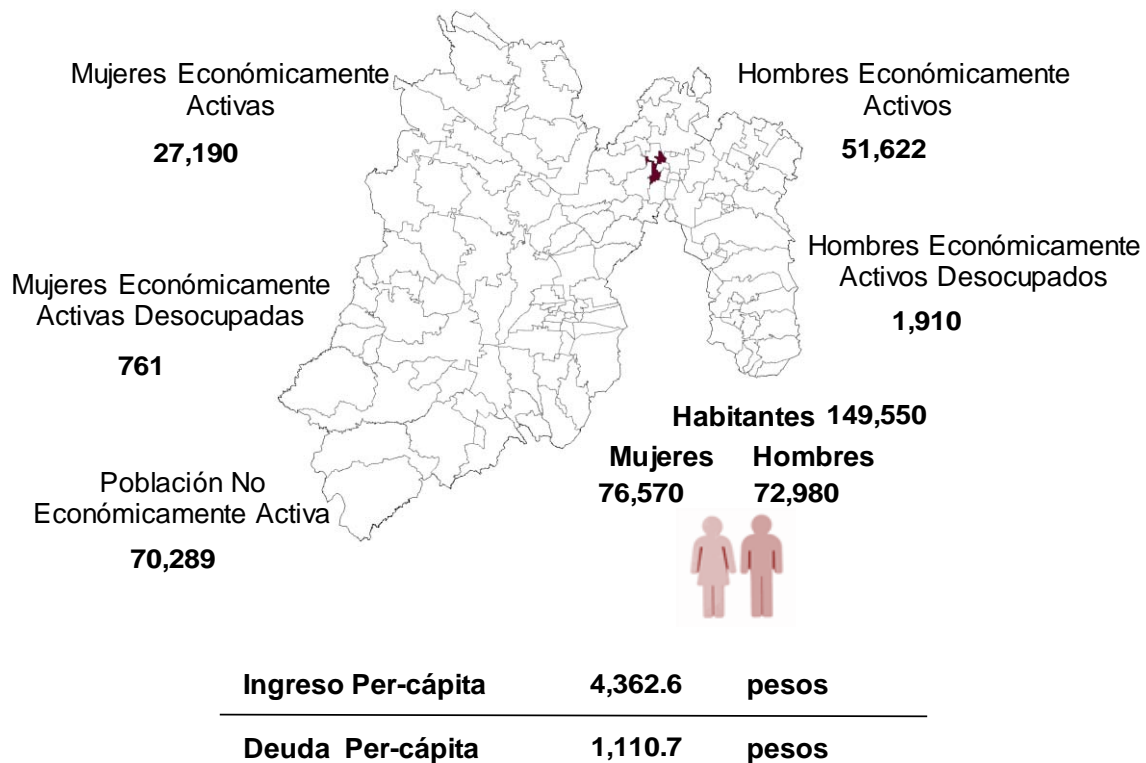 Mujeres Económicamente
Activas
27,190
Hombres Económicamente
Activos
51,622
Mujeres Económicamente
Activas Desocupadas
761
Hombres Económicamente
Activos Desocupados
1,910
Habitantes 149,550
Mujeres Hombres
76,570 72,980
Población No
Económicamente Activa
70,289
Ingreso Per-cápita 4,362.6 pesos
Deuda Per-cápita 1,110.7 pesos